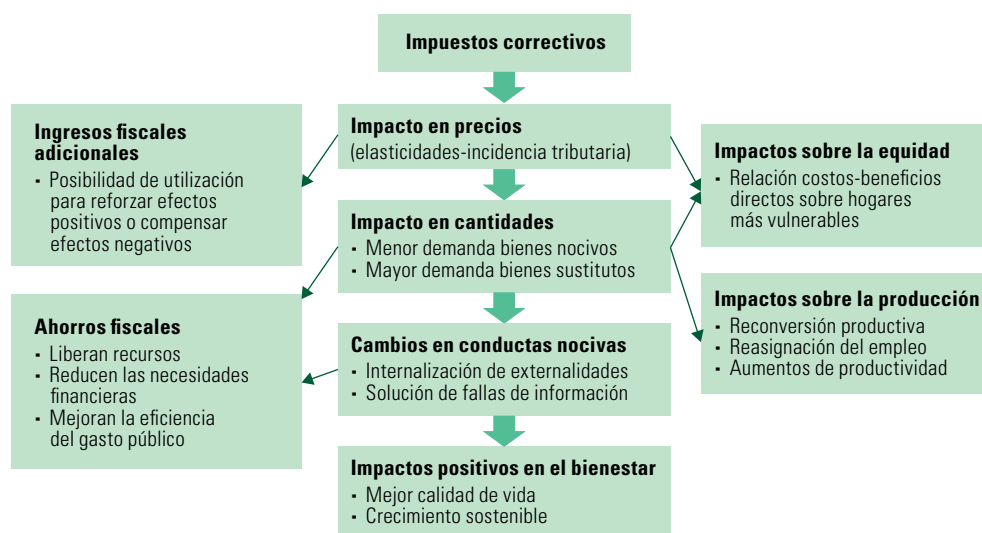 Impuestos correctivos
Impacto en precios
(elasticidades-incidencia tributaria)
Ingresos fiscales
adicionales
▪ Posibilidad de utilización
para reforzar efectos
positivos o compensar
efectos negativos
Impactos sobre la equidad
▪ Relación costos-beneficios
directos sobre hogares
más vulnerables
Impacto en cantidades
▪ Menor demanda bienes nocivos
▪ Mayor demanda bienes sustitutos
Ahorros fiscales
▪ Liberan recursos
▪ Reducen las necesidades
financieras
▪ Mejoran la eficiencia
del gasto público
Impactos sobre la producción
▪ Reconversión productiva
▪ Reasignación del empleo
▪ Aumentos de productividad
Cambios en conductas nocivas
▪ Internalización de externalidades
▪ Solución de fallas de información
Impactos positivos en el bienestar
▪ Mejor calidad de vida
▪ Crecimiento sostenible